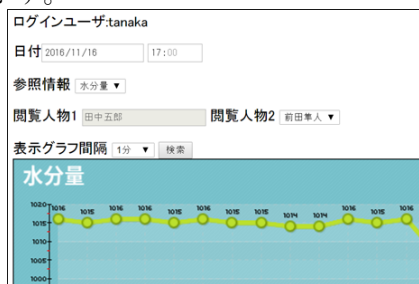 す。
ログインユーザ:tanaka
日付 2016/11/16 17:00
参照情報 水分量 ▼
閲覧人物1 田中五郎 閲覧人物2 前田隼人 ▼
表示グラフ間隔 1分 ▼ 検索
水分量
1020
1016 1015 1016 1016 1015 1016 1015 1015 1014 1014 1016 1015 1016
1015
1010
1005
1000